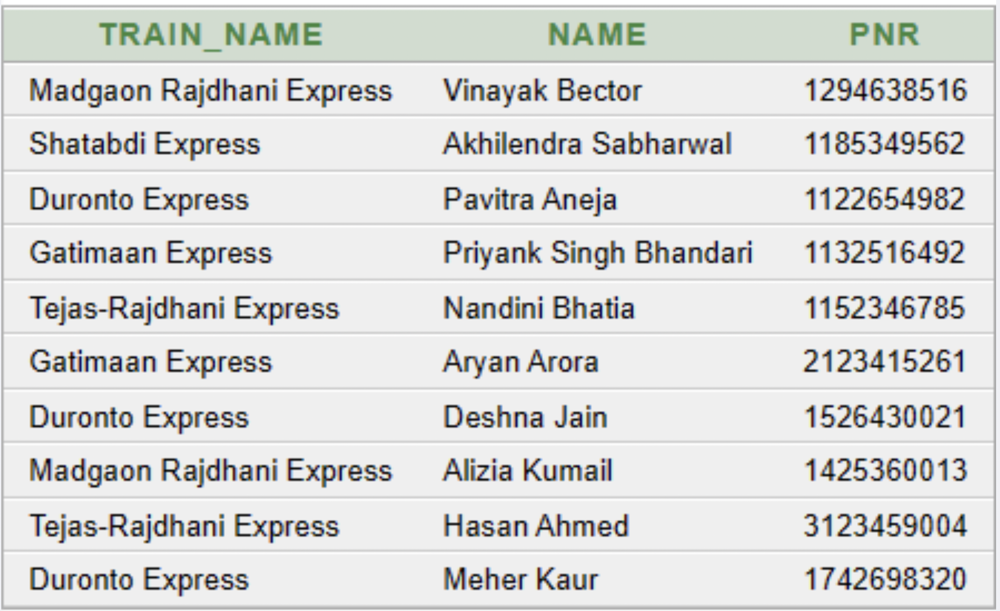 TRAIN_NAME NAME PNR
Madgaon Rajdhani Express Vinayak Bector 1294638516
Shatabdi Express Akhilendra Sabharwal 1185349562
Duronto Express Pavitra Aneja 1122654982
Gatimaan Express Priyank Singh Bhandari 1132516492
Tejas-Rajdhani Express Nandini Bhatia 1152346785
Gatimaan Express Aryan Arora 2123415261
Duronto Express Deshna Jain 1526430021
Madgaon Rajdhani Express Alizia Kumail 1425360013
Tejas-Rajdhani Express Hasan Ahmed 3123459004
Duronto Express Meher Kaur 1742698320